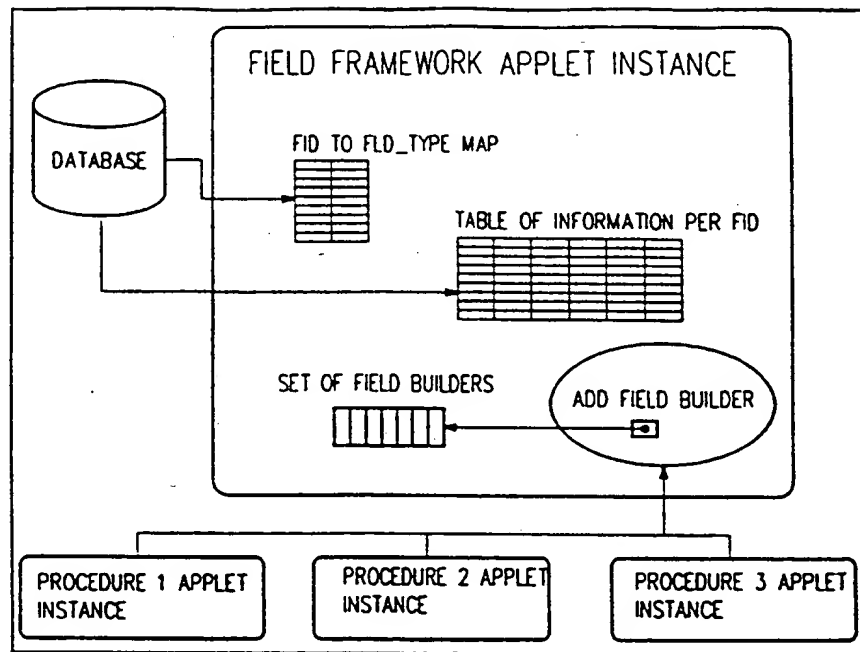 FIELD FRAMEWORK APPLET INSTANCE
DATABASE
FID TO FLD_TYPE MAP
TABLE OF INFORMATION PER FID
SET OF FIELD BUILDERS
ADD FIELD BUILDER
PROCEDURE 1 APPLET
INSTANCE
PROCEDURE 2 APPLET
INSTANCE
PROCEDURE 3 APPLET
INSTANCE